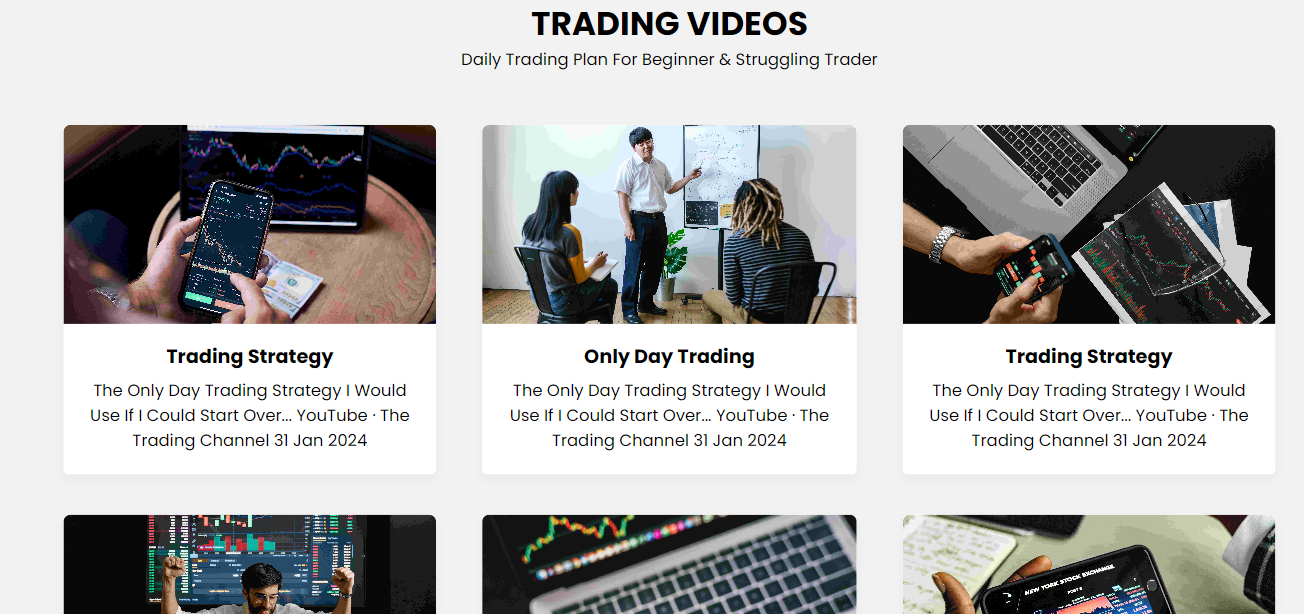 TRADING VIDEOS
Daily Trading Plan For Beginner & Struggling Trader
Trading Strategy
The Only Day Trading Strategy I Would
Use If I Could Start Over... YouTube · The
Trading Channel 31 Jan 2024
Only Day Trading
The Only Day Trading Strategy I Would
Use If I Could Start Over... YouTube · The
Trading Channel 31 Jan 2024
Trading Strategy
The Only Day Trading Strategy I Would
Use If I Could Start Over... YouTube · The
Trading Channel 31 Jan 2024
NEW YORK STOCK EXCHANGE